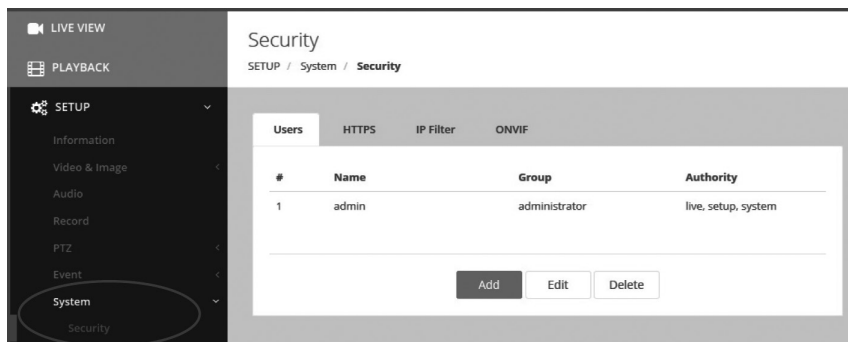 LIVE VIEW
PLAYBACK
SETUP
Information
Video & Image
Audio
Record
PTZ
Event
System
Security
Security
SETUP / System / Security
Users HTTPS IP Filter ONVIF
# Name Group Authority
1 admin administrator live, setup, system
Add Edit Delete